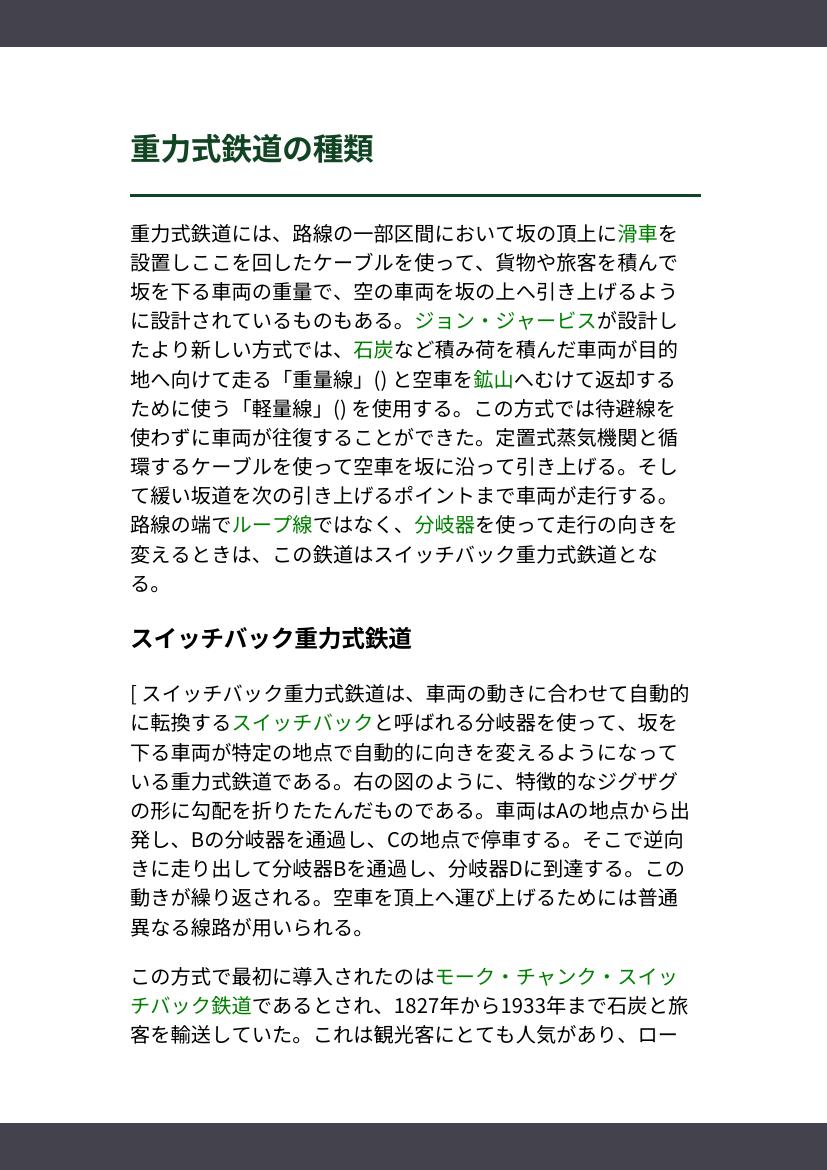 重力式鉄道の種類
重力式鉄道には、路線の一部区間において坂の頂上に滑車を
設置しここを回したケーブルを使って、貨物や旅客を積んで
坂を下る車両の重量で、空の車両を坂の上へ引き上げるよう
に設計されているものもある。ジョン・ジャービスが設計し
たより新しい方式では、石炭など積み荷を積んだ車両が目的
地へ向けて走る「重量線」() と空車を鉱山へむけて返却する
ために使う「軽量線」() を使用する。この方式では待避線を
使わずに車両が往復することができた。定置式蒸気機関と循
環するケーブルを使って空車を坂に沿って引き上げる。そし
て緩い坂道を次の引き上げるポイントまで車両が走行する。
路線の端でループ線ではなく、分岐器を使って走行の向きを
変えるときは、この鉄道はスイッチバック重力式鉄道とな
る。
スイッチバック重力式鉄道
[ スイッチバック重力式鉄道は、車両の動きに合わせて自動的
に転換するスイッチバックと呼ばれる分岐器を使って、坂を
下る車両が特定の地点で自動的に向きを変えるようになって
いる重力式鉄道である。右の図のように、特徴的なジグザグ
の形に勾配を折りたたんだものである。車両はAの地点から出
発し、Bの分岐器を通過し、Cの地点で停車する。そこで逆向
きに走り出して分岐器Bを通過し、分岐器Dに到達する。この
動きが繰り返される。空車を頂上へ運び上げるためには普通
異なる線路が用いられる。
この方式で最初に導入されたのはモーク・チャンク・スイッ
チバック鉄道であるとされ、1827年から1933年まで石炭と旅
客を輸送していた。これは観光客にとても人気があり、ロー